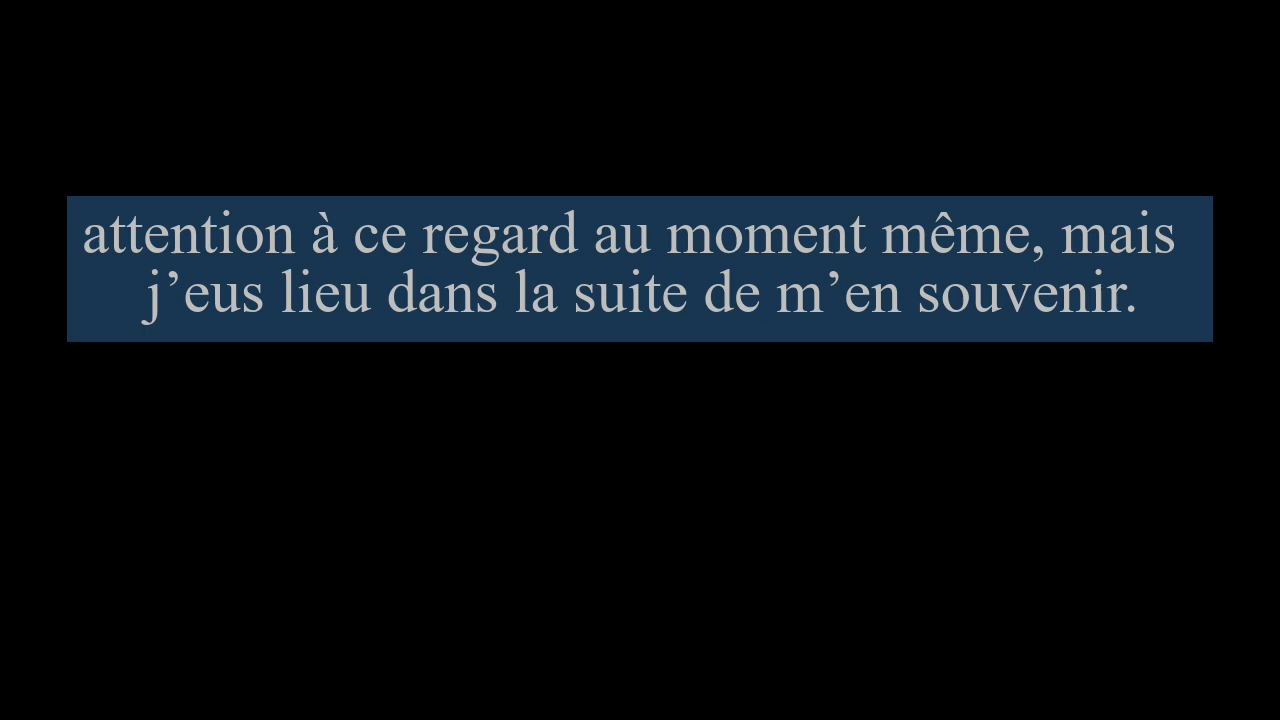 attention à ce regard au moment même, mais
j’eus lieu dans la suite de m’en souvenir.